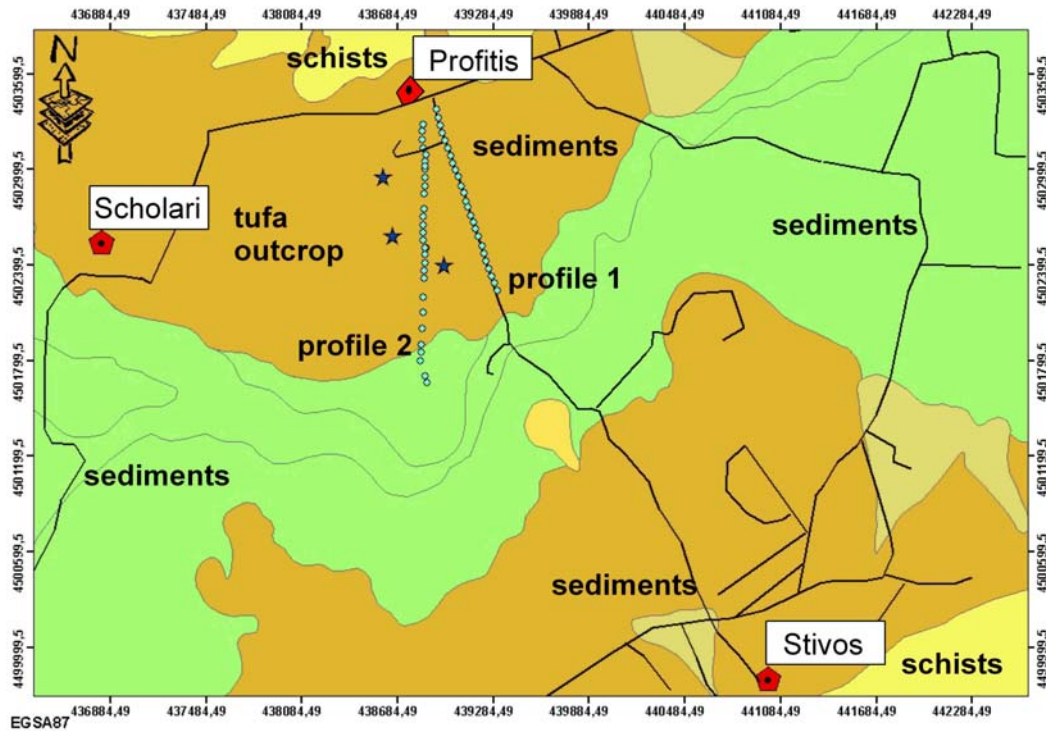 436884,49 437484,49 438084,49 438684,49 439284,49 439884,49 440484,49 441084,49 441684,49 442284,49
N
schists
Profitis
4503599,5
4503599,5
sediments
4502999,5
4502999,5
Scholari
tufa
outcrop
sediments
4502399,5
4502399,5
profile 1
profile 2
4501799,5
4501799,5
sediments
4501199,5
4501199,5
4500599,5
4500599,5
sediments
Stivos
schists
4499999,5
4499999,5
436884,49 437484,49 438084,49 438684,49 439284,49 439884,49 440484,49 441084,49 441684,49 442284,49
EGSA87